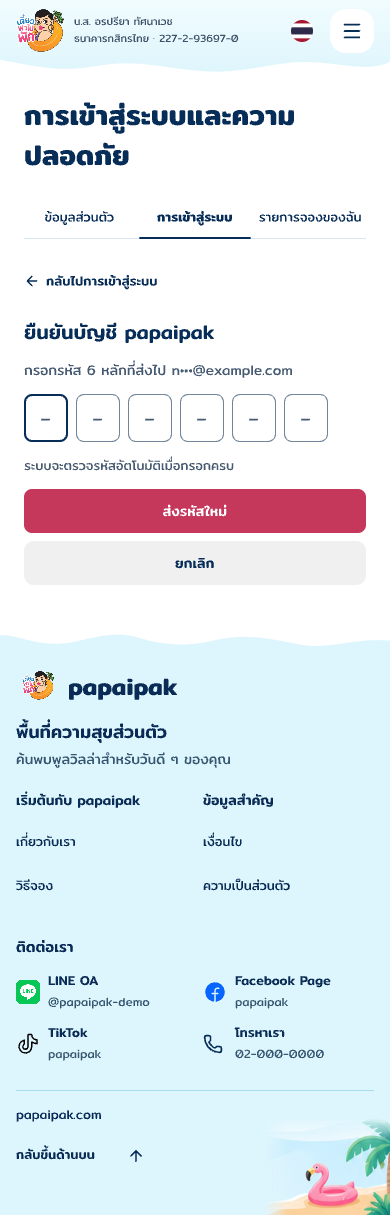 น.ส. อรปรียา ทัศนาเวช
ธนาคารกสิกรไทย · 227-2-93697-0
การเข้าสู่ระบบและความ
ปลอดภัย
ข้อมูลส่วนตัว
การเข้าสู่ระบบ
รายการจองของฉัน
กลับไปการเข้าสู่ระบบ
ยืนยันบัญชี papaipak
กรอกรหัส 6 หลักที่ส่งไป n•••@example.com
– – – – – –
ระบบจะตรวจรหัสอัตโนมัติเมื่อกรอกครบ
ส่งรหัสใหม่
ยกเลิก
papaipak
พื้นที่ความสุขส่วนตัว
ค้นพบพูลวิลล่าสำหรับวันดี ๆ ของคุณ
เริ่มต้นกับ papaipak
ข้อมูลสำคัญ
เกี่ยวกับเรา
เงื่อนไข
วิธีจอง
ความเป็นส่วนตัว
ติดต่อเรา
LINE OA
@papaipak-demo
Facebook Page
papaipak
TikTok
papaipak
โทรหาเรา
02-000-0000
papaipak.com
กลับขึ้นด้านบน